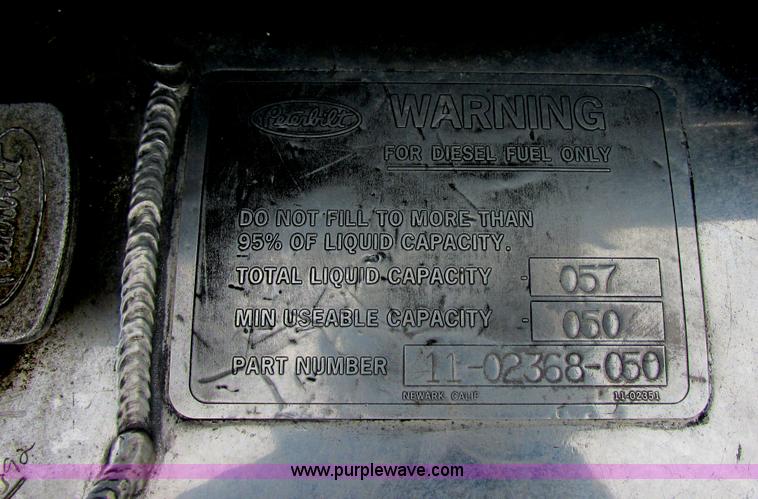 Peterbilt
WARNING
FOR DIESEL FUEL ONLY
DO NOT FILL TO MORE THAN
95% OF LIQUID CAPACITY.
TOTAL LIQUID CAPACITY - 057
MIN USEABLE CAPACITY - 050
PART NUMBER 11-02368-050
NEWARK CALIF 11-02351
Peterbilt
www.purplewave.com